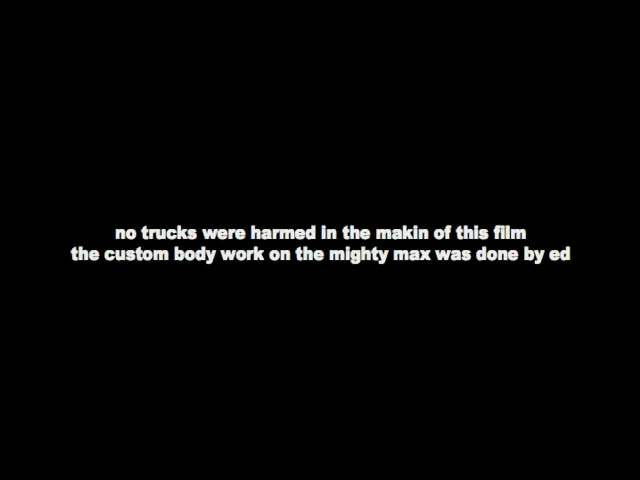 no trucks were harmed in the makin of this film
the custom body work on the mighty max was done by ed